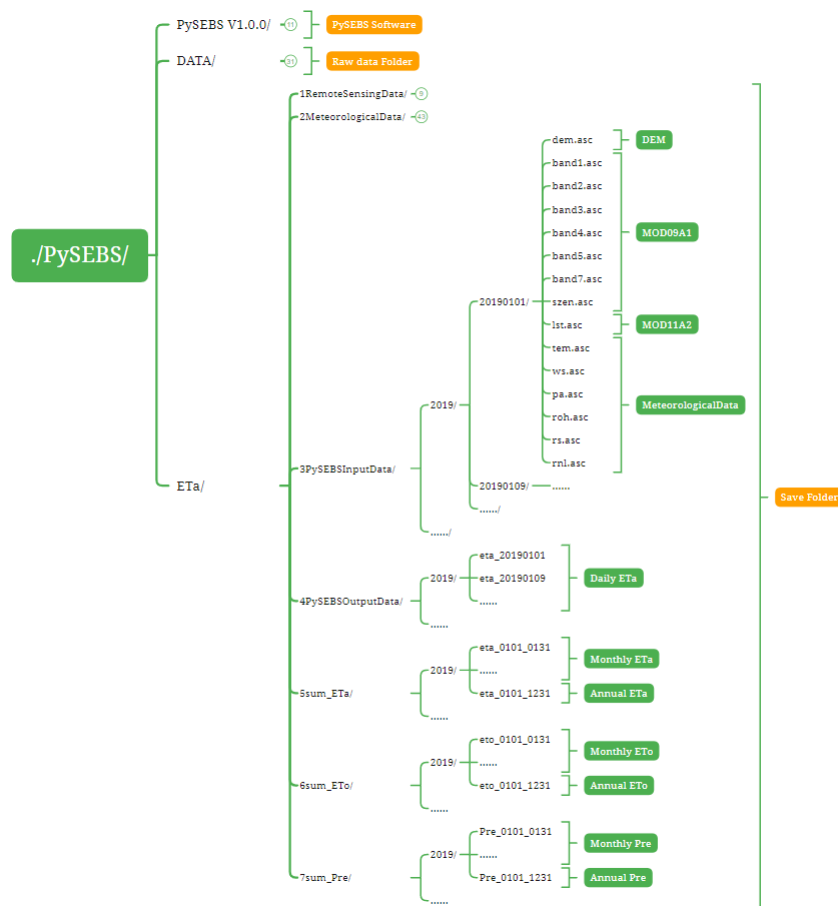 PySEBS V1.0.0/ 11 PySEBS Software
DATA/ 31 Raw data Folder
1RemoteSensingData/ 9
2MeteorologicalData/ 43
dem.asc DEM
band1.asc
band2.asc
band3.asc
./PySEBS/ band4.asc MOD09A1
band5.asc
band7.asc
20190101/ szen.asc
lst.asc MOD11A2
tem.asc
ws.asc
pa.asc
2019/ MeteorologicalData
roh.asc
rs.asc
3PySEBSInputData/ rnl.asc
ETa/ 20190109/ ......
Save Folder
....../
....../
eta_20190101
2019/ eta_20190109 Daily ETa
4PySEBSOutputData/ ......
......
eta_0101_0131
Monthly ETa
2019/ ......
5sum_ETa/ eta_0101_1231 Annual ETa
......
eto_0101_0131
Monthly ETo
2019/ ......
6sum_ETo/ eto_0101_1231 Annual ETo
......
Pre_0101_0131
Monthly Pre
2019/ ......
7sum_Pre/ Pre_0101_1231 Annual Pre
......